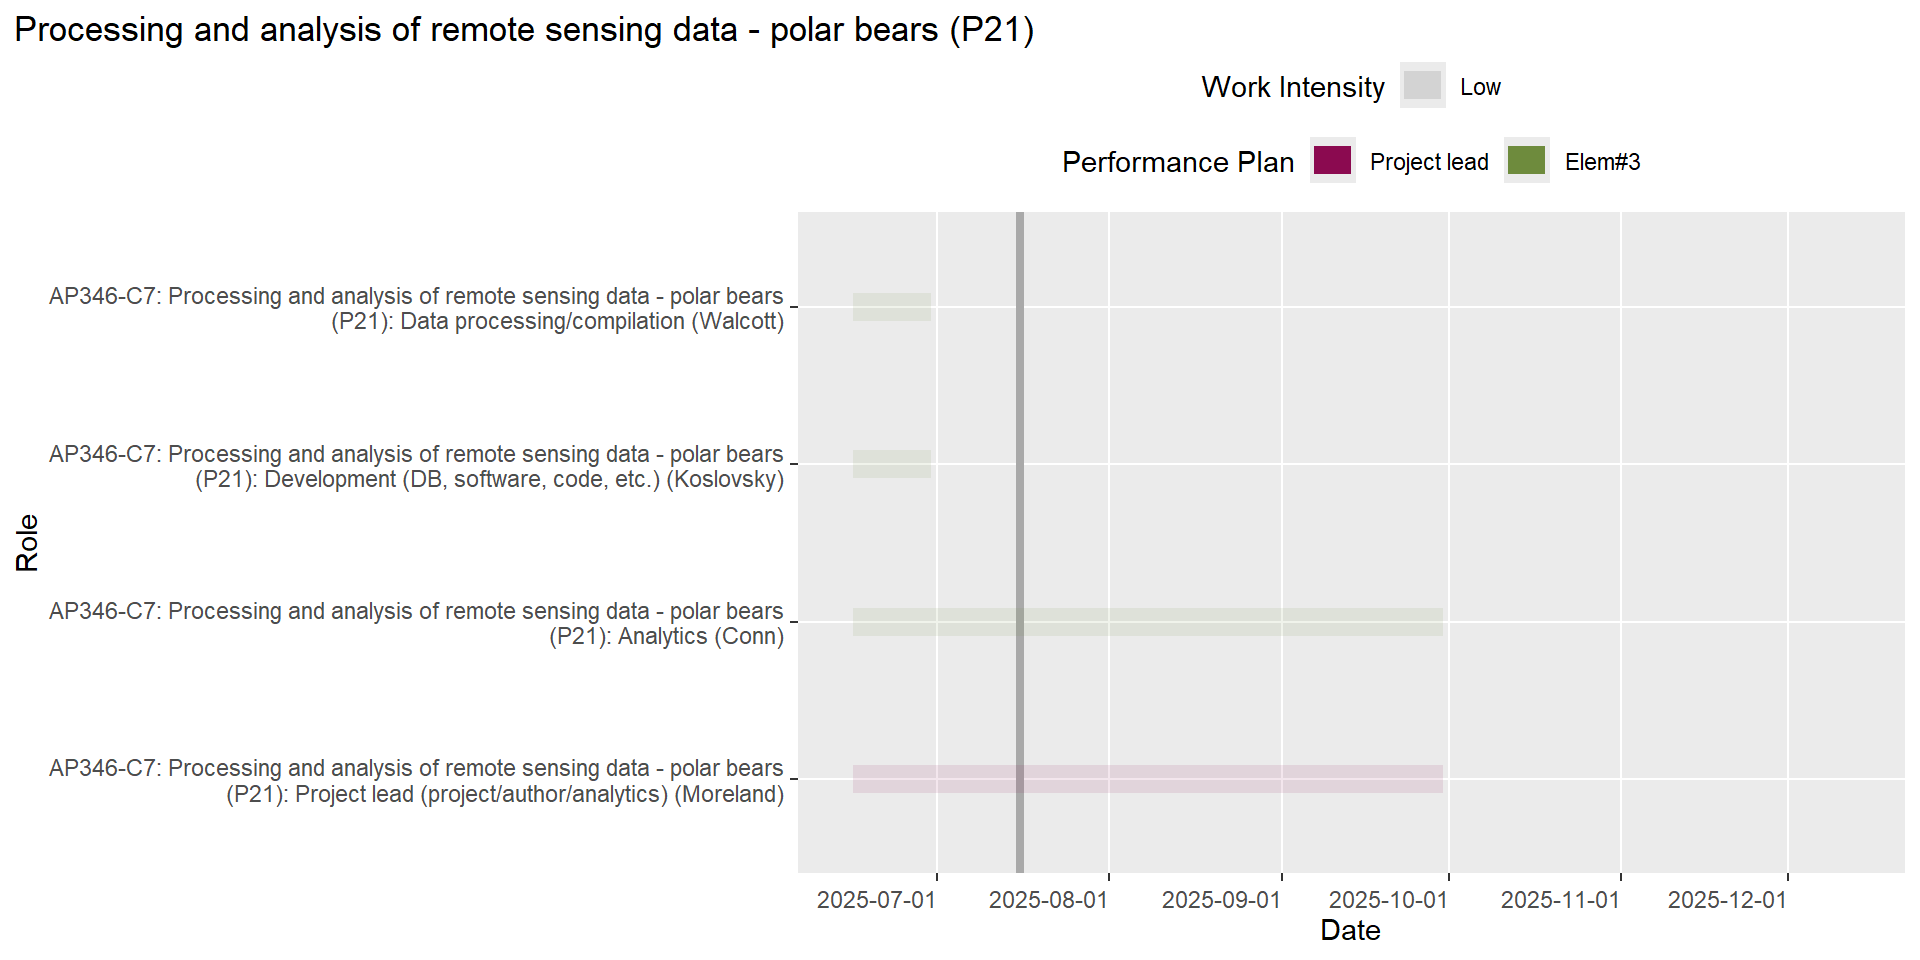 Processing and analysis of remote sensing data - polar bears (P21)
Work Intensity Low
Performance Plan Project lead Elem#3
AP346-C7: Processing and analysis of remote sensing data - polar bears
(P21): Data processing/compilation (Walcott)
AP346-C7: Processing and analysis of remote sensing data - polar bears
(P21): Development (DB, software, code, etc.) (Koslovsky)
Role
AP346-C7: Processing and analysis of remote sensing data - polar bears
(P21): Analytics (Conn)
AP346-C7: Processing and analysis of remote sensing data - polar bears
(P21): Project lead (project/author/analytics) (Moreland)
2025-07-01 2025-08-01 2025-09-01 2025-10-01 2025-11-01 2025-12-01
Date